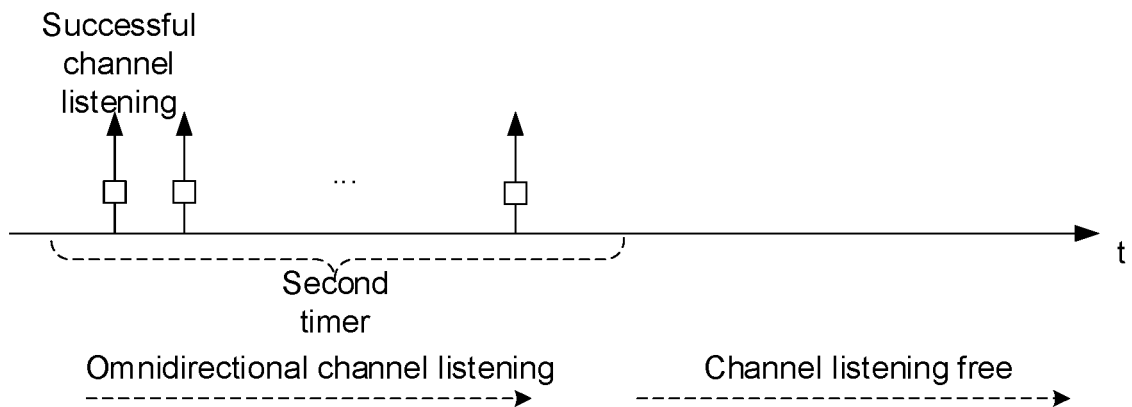 Successful
channel
listening
...
t
Second
timer
Omnidirectional channel listening
Channel listening free